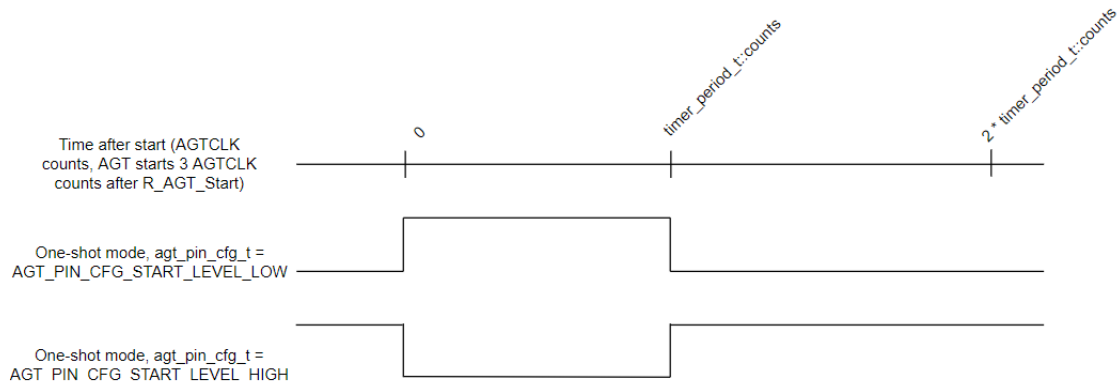 0
timer_period_t::counts
2 * timer_period_t::counts
Time after start (AGTCLK
counts, AGT starts 3 AGTCLK
counts after R_AGT_Start)
One-shot mode, agt_pin_cfg_t =
AGT_PIN_CFG_START_LEVEL_LOW
One-shot mode, agt_pin_cfg_t =
AGT_PIN_CFG_START_LEVEL_HIGH